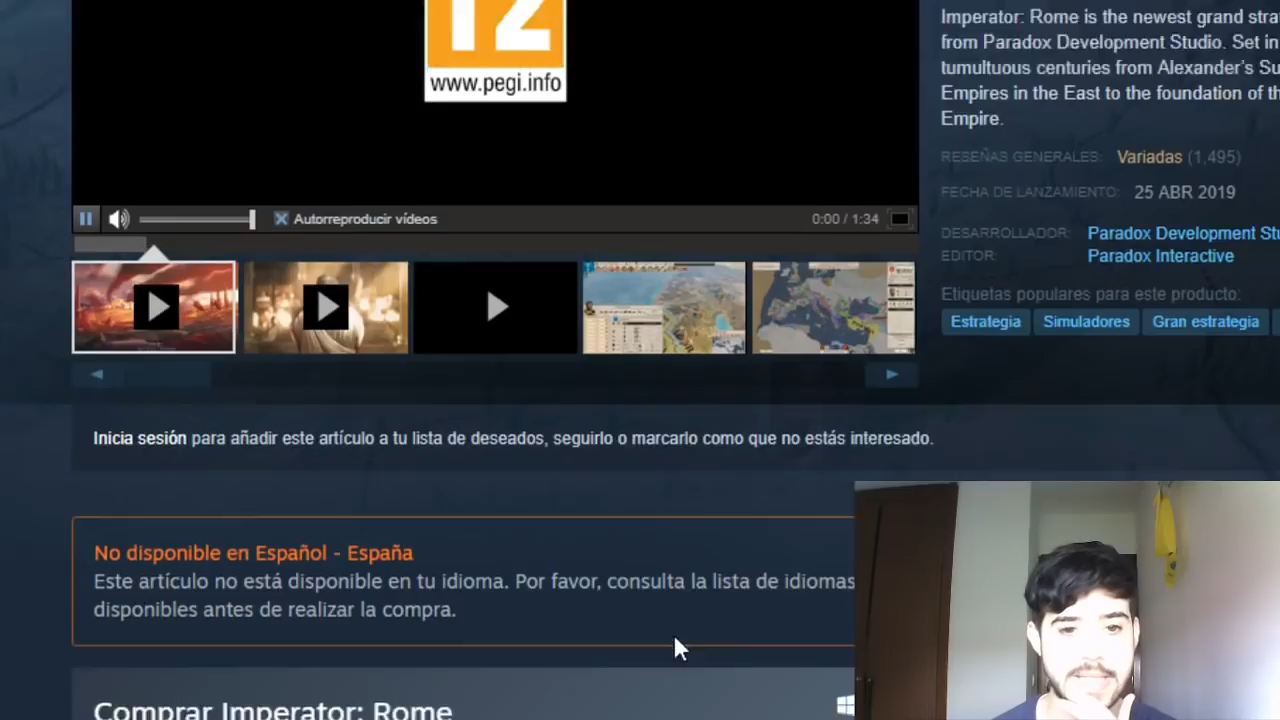 12
www.pegi.info
Autorreproducir vídeos
0:00 / 1:34
Imperator: Rome is the newest grand
from Paradox Development Studio. Set in
tumultuous centuries from Alexander's
Empires in the East to the foundation of
Empire.
RESEÑAS GENERALES: Variadas (1,495)
FECHA DE LANZAMIENTO: 25 ABR 2019
DESARROLLADOR: Paradox Development
EDITOR: Paradox Interactive
Etiquetas populares para este producto:
Estrategia Simuladores Gran estrategia
Inicia sesión para añadir este artículo a tu lista de deseados, seguirlo o marcarlo como que no estás interesado.
No disponible en Español - España
Este artículo no está disponible en tu idioma. Por favor, consulta la lista de idiomas
disponibles antes de realizar la compra.
Comprar Imperator: Rome